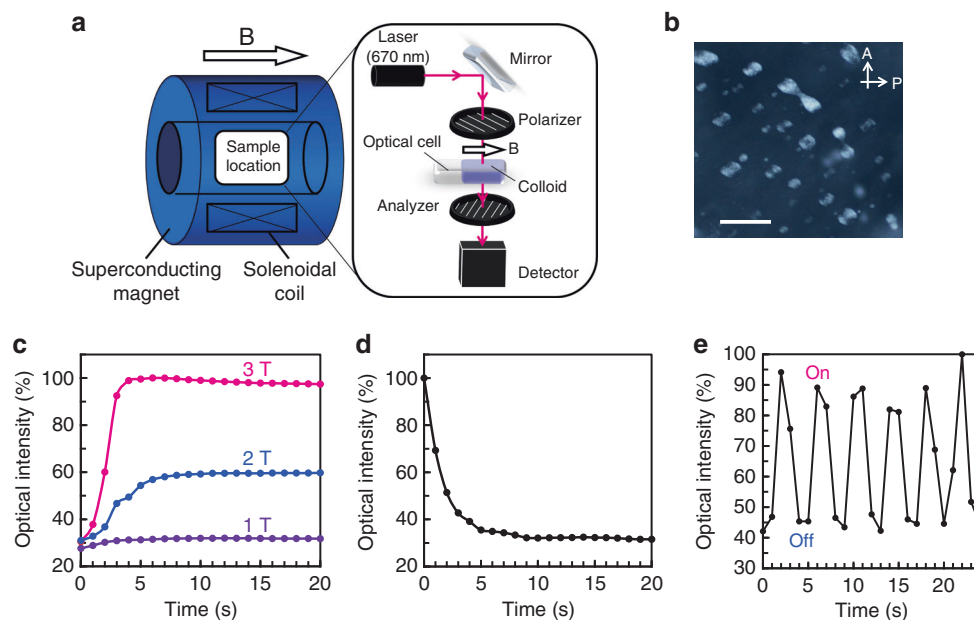 a
B
Sample
location
Superconducting
magnet
Solenoidal
coil
Laser
(670 nm)
Mirror
Polarizer
Optical cell
B
Colloid
Analyzer
Detector
b
A
P
c
Optical intensity (%)
100
80
60
40
20
3 T
2 T
1 T
0 5 10 15 20
Time (s)
d
Optical intensity (%)
100
80
60
40
20
0 5 10 15 20
Time (s)
e
Optical intensity (%)
100
90
80
70
60
50
40
30
On
Off
0 5 10 15 20
Time (s)